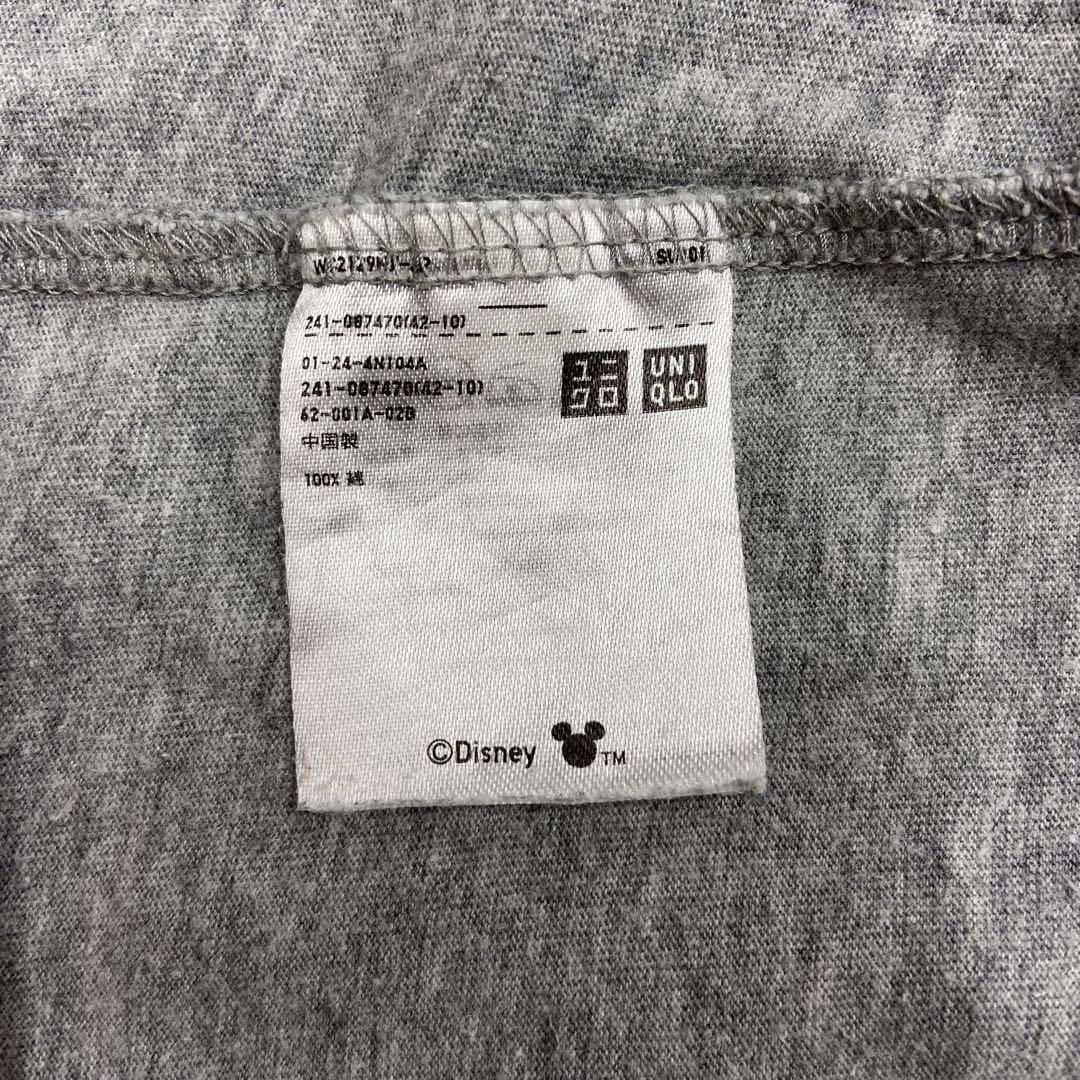 241-087470(42-10)
01-24-4N104A
241-087470(42-10)
62-001A-02B
中国製
100% 綿
ユニ
クロ
UNI
QLO
©Disney TM